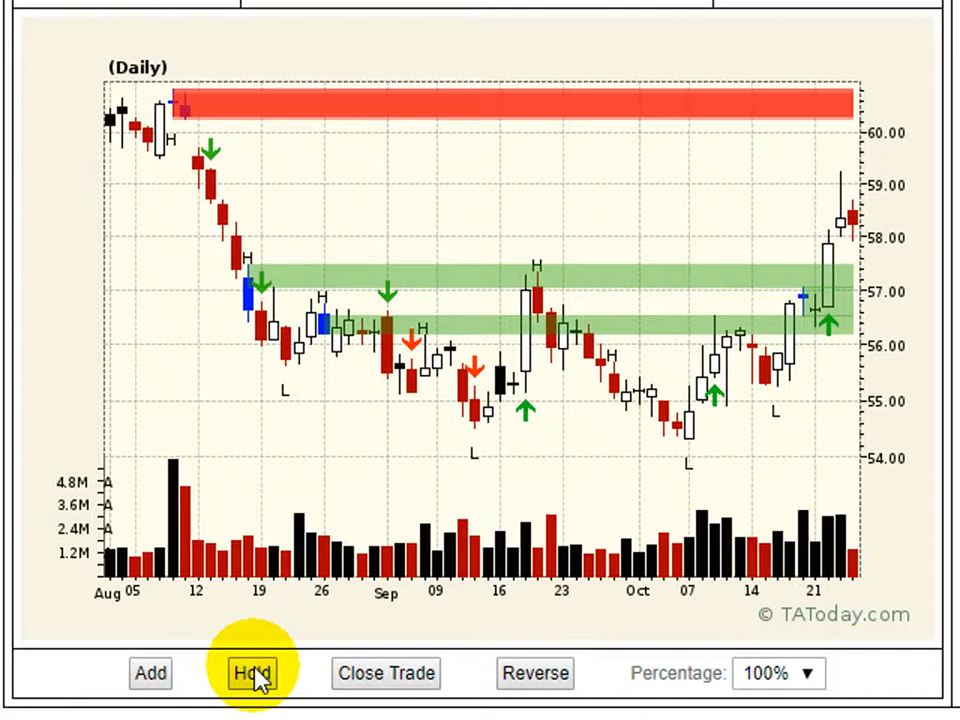 (Daily)
60.00
H
59.00
58.00
H
H
57.00
H
H
56.00
H
L
55.00
L
L
L
54.00
4.8M A
3.6M A
2.4M A
1.2M A
Aug 05 12 19 26 Sep 09 16 23 Oct 07 14 21
© TAToday.com
Add Hold Close Trade Reverse Percentage: 100% ▼